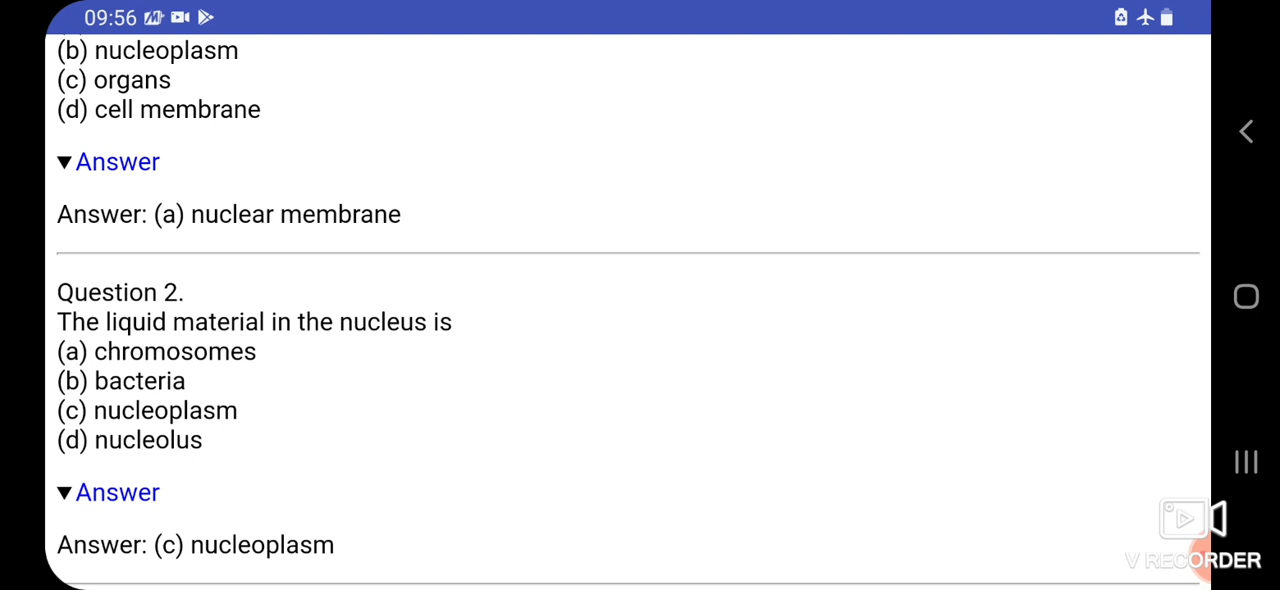 09:56
(b) nucleoplasm
(c) organs
(d) cell membrane
Answer
Answer: (a) nuclear membrane
Question 2.
The liquid material in the nucleus is
(a) chromosomes
(b) bacteria
(c) nucleoplasm
(d) nucleolus
Answer
Answer: (c) nucleoplasm
V RECORDER